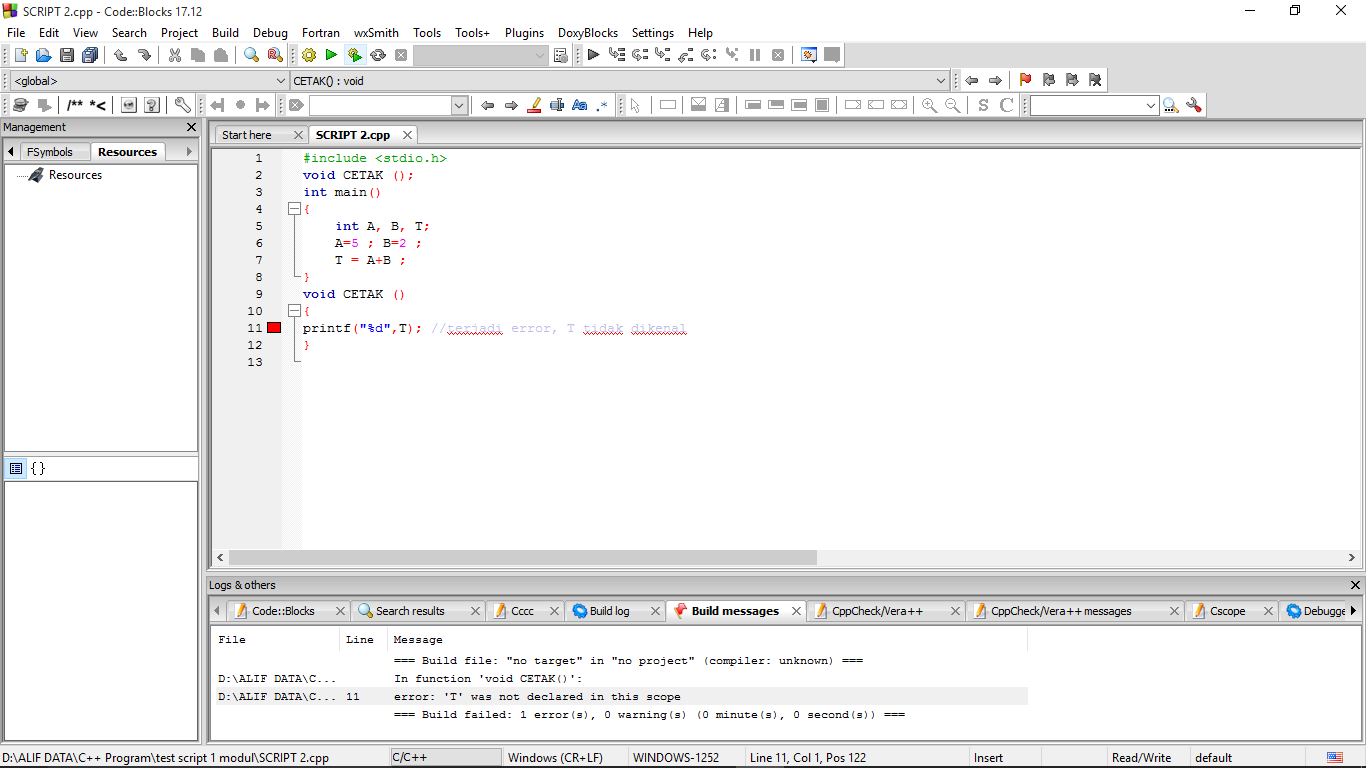 SCRIPT 2.cpp - Code::Blocks 17.12
File Edit View Search Project Build Debug Fortran wxSmith Tools Tools+ Plugins DoxyBlocks Settings Help
<global> CETAK() : void
/** *<
S C
Management
FSymbols Resources
Resources
{}
Start here SCRIPT 2.cpp
1 #include <stdio.h>
2 void CETAK ();
3 int main()
4 {
5 int A, B, T;
6 A=5 ; B=2 ;
7 T = A+B ;
8 }
9 void CETAK ()
10 {
11 printf("%d",T); //terjadi error, T tidak dikenal
12 }
13
Logs & others
Code::Blocks Search results Cccc Build log Build messages CppCheck/Vera++ CppCheck/Vera++ messages Cscope Debugge
File Line Message
=== Build file: "no target" in "no project" (compiler: unknown) ===
D:\ALIF DATA\C... In function 'void CETAK()':
D:\ALIF DATA\C... 11 error: 'T' was not declared in this scope
=== Build failed: 1 error(s), 0 warning(s) (0 minute(s), 0 second(s)) ===
D:\ALIF DATA\C++ Program\test script 1 modul\SCRIPT 2.cpp C/C++ Windows (CR+LF) WINDOWS-1252 Line 11, Col 1, Pos 122 Insert Read/Write default